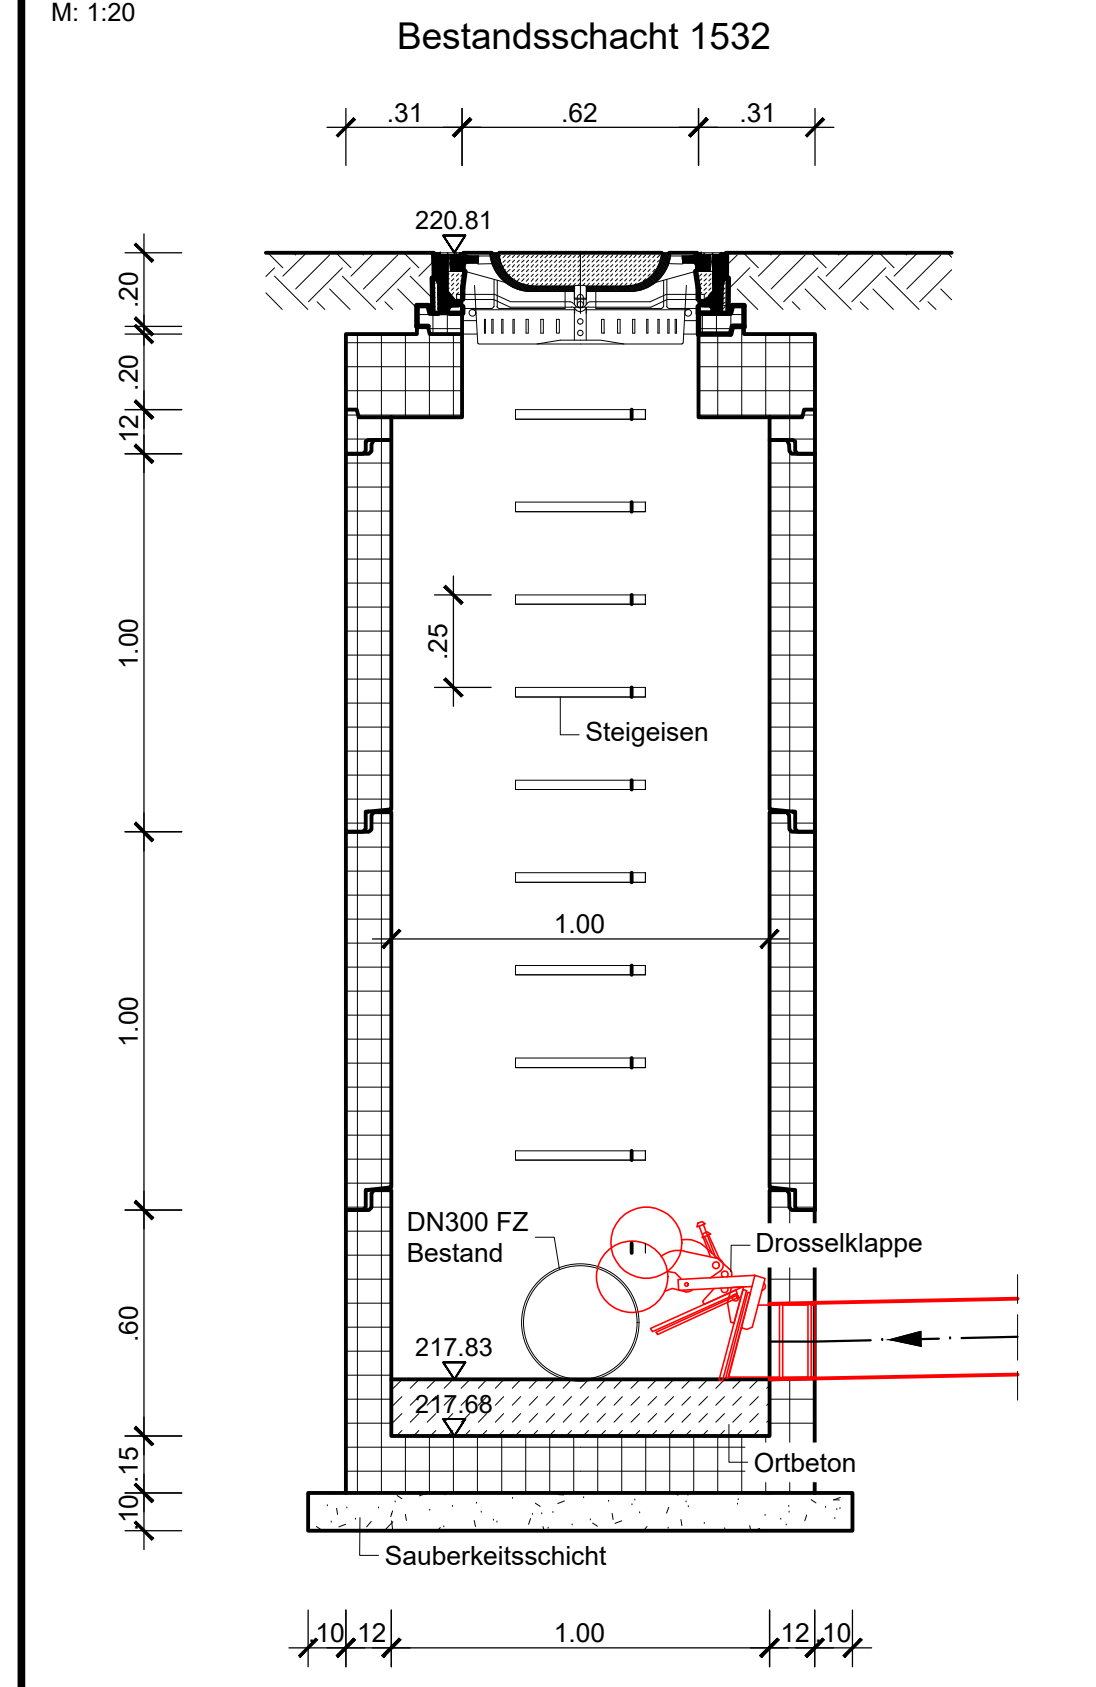 M: 1:20
Bestandsschacht 1532
.31 .62 .31
220.81
.20
.20
12
1.00
.25
Steigeisen
1.00
1.00
DN300 FZ
Bestand
Drosselklappe
.60
217.83
217.68
Ortbeton
.15
.10
Sauberkeitsschicht
.10 12 1.00 12 .10